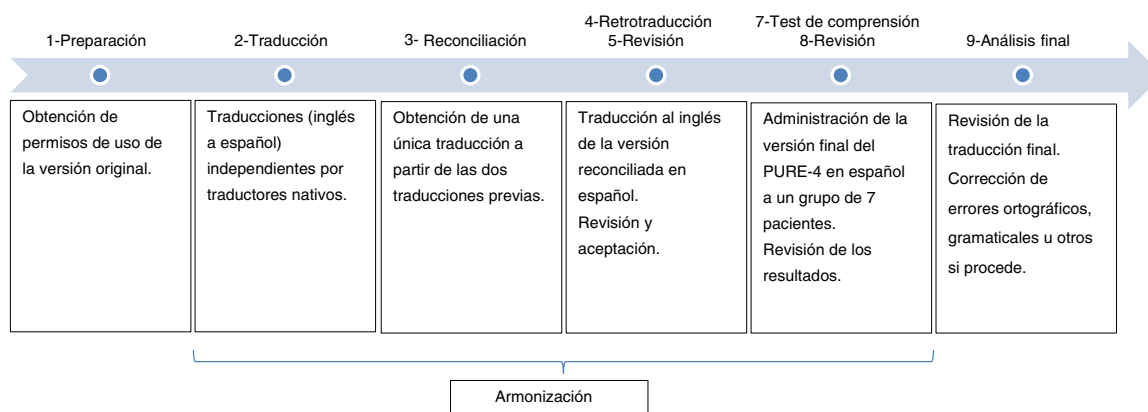 1-Preparación
2-Traducción
3- Reconciliación
4-Retrotraducción
5-Revisión
7-Test de comprensión
8-Revisión
9-Análisis final
Obtención de
permisos de uso de
la versión original.
Traducciones (inglés
a español)
independientes por
traductores nativos.
Obtención de una
única traducción a
partir de las dos
traducciones previas.
Traducción al inglés
de la versión
reconciliada en
español.
Revisión y
aceptación.
Administración de la
versión final del
PURE-4 en español
a un grupo de 7
pacientes.
Revisión de los
resultados.
Revisión de la
traducción final.
Corrección de
errores ortográficos,
gramaticales u otros
si procede.
Armonización